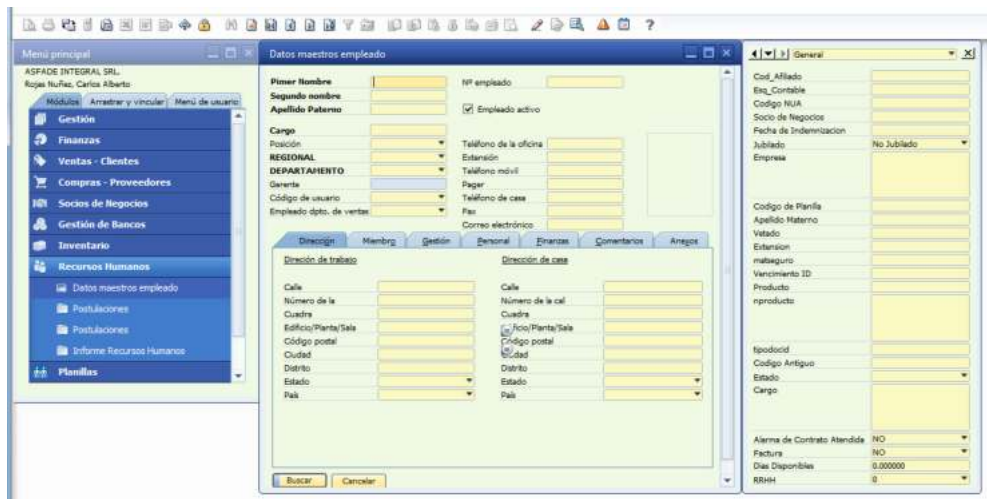 Menú principal
ASFADE INTEGRAL SRL.
Rojas Nuñez, Carlos Alberto
Módulos Arrastrar y vincular Menú de usuario
Gestión
Finanzas
Ventas - Clientes
Compras - Proveedores
Socios de Negocios
Gestión de Bancos
Inventario
Recursos Humanos
Datos maestros empleado
Postulaciones
Postulaciones
Informe Recursos Humanos
Planillas
Datos maestros empleado
Pimer Nombre
Segundo nombre
Apellido Paterno
Nº empleado
Empleado activo
Cargo
Posición
REGIONAL
DEPARTAMENTO
Gerente
Código de usuario
Empleado dpto. de ventas
Teléfono de la oficina
Extensión
Teléfono móvil
Pager
Teléfono de casa
Fax
Correo electrónico
Dirección Miembro Gestión Personal Finanzas Comentarios Anexos
Direción de trabajo
Calle
Número de la
Cuadra
Edificio/Planta/Sala
Código postal
Ciudad
Distrito
Estado
País
Dirección de casa
Calle
Número de la cal
Cuadra
ficio/Planta/Sala
Código postal
Ciudad
Distrito
Estado
País
Buscar Cancelar
General
Cod_Afiliado
Esq_Contable
Codigo NUA
Socio de Negocios
Fecha de Indemnizacion
Jubilado No Jubilado
Empresa
Codigo de Planilla
Apellido Materno
Vetado
Extension
matseguro
Vencimiento ID
Producto
nproducto
tipodocid
Codigo Antiguo
Estado
Cargo
Alarma de Contrato Atendida NO
Factura NO
Dias Disponibles 0.000000
RRHH 0